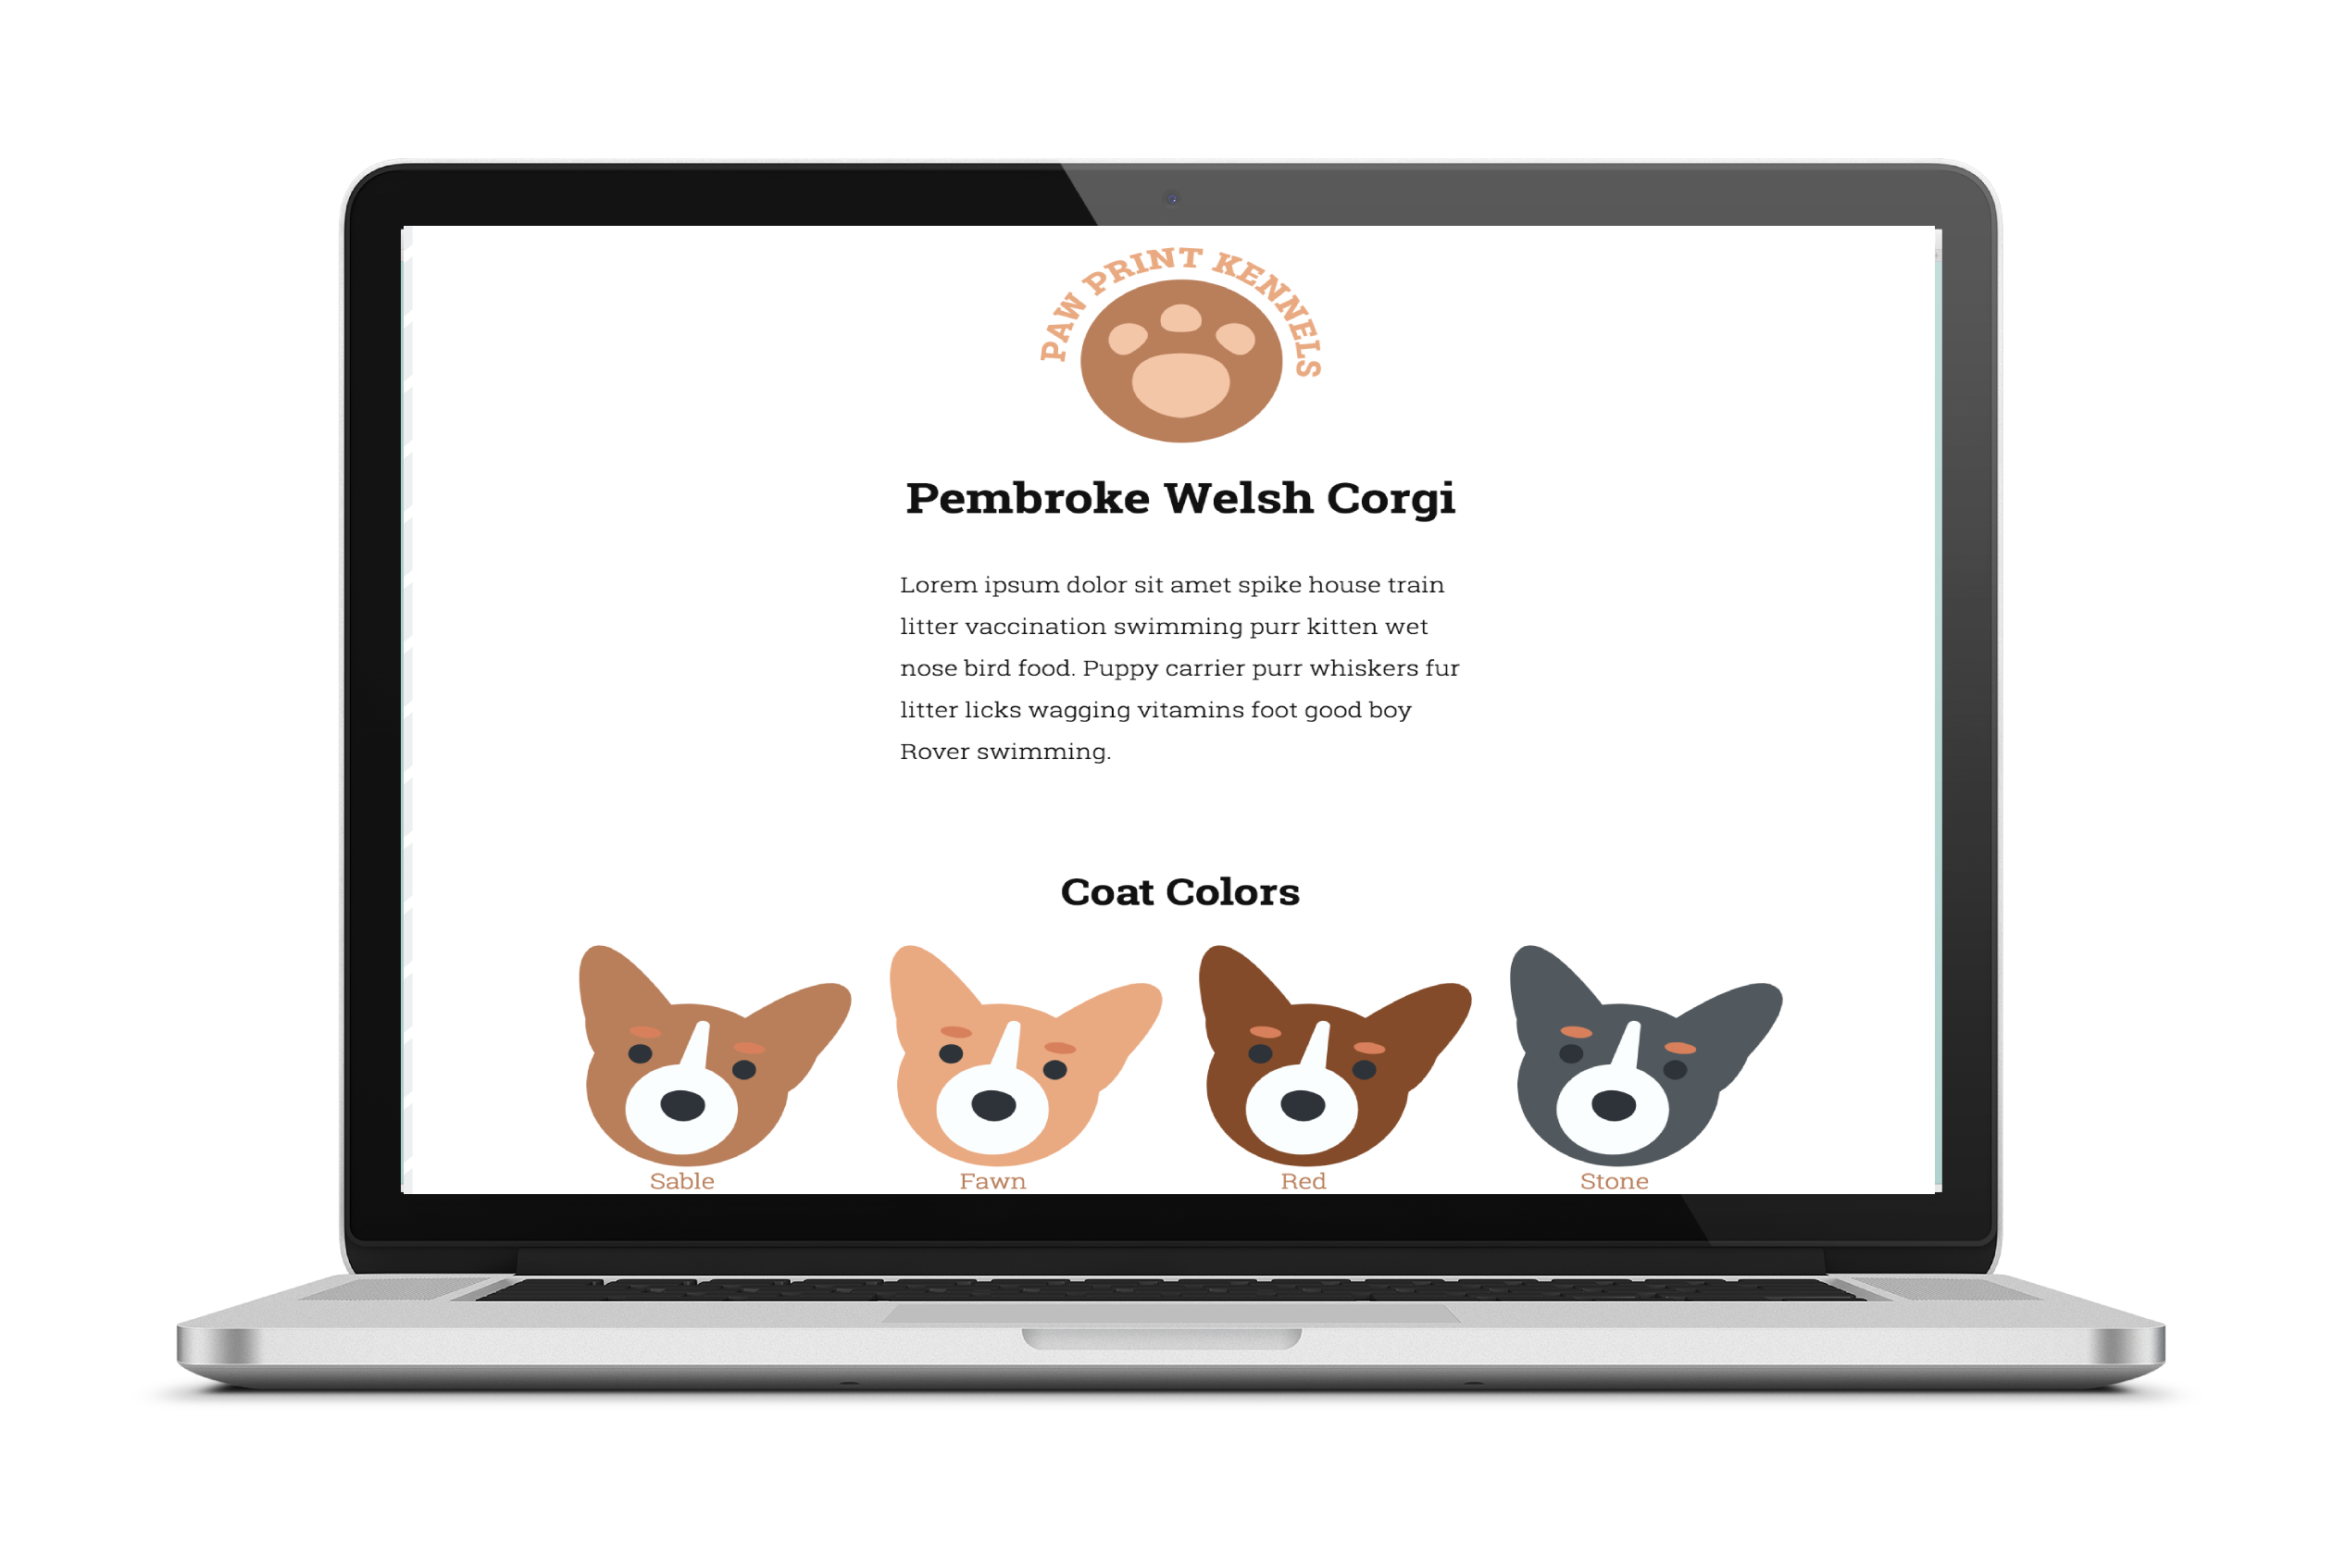 PAW PRINT KENNELS
Pembroke Welsh Corgi
Lorem ipsum dolor sit amet spike house train
litter vaccination swimming purr kitten wet
nose bird food. Puppy carrier purr whiskers fur
litter licks wagging vitamins foot good boy
Rover swimming.
Coat Colors
Sable
Fawn
Red
Stone